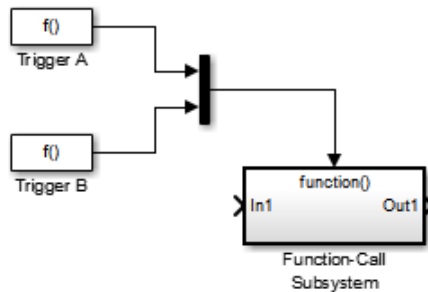 f()
Trigger A
f()
Trigger B
function()
In1 Out1
Function-Call
Subsystem